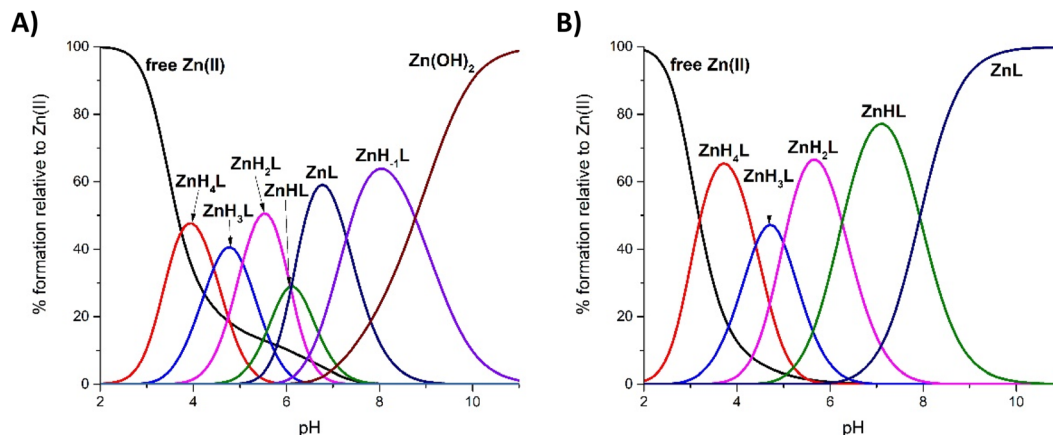 A)
% formation relative to Zn(II)
100
80
60
40
20
0
free Zn(II)
Zn(OH)₂
ZnH₄L
ZnH₃L
ZnH₂L
ZnHL
ZnL
ZnH₋₁L
2
4
6
8
10
pH
B)
% formation relative to Zn(II)
100
80
60
40
20
0
free Zn(II)
ZnL
ZnH₄L
ZnH₃L
ZnH₂L
ZnHL
2
4
6
8
10
pH